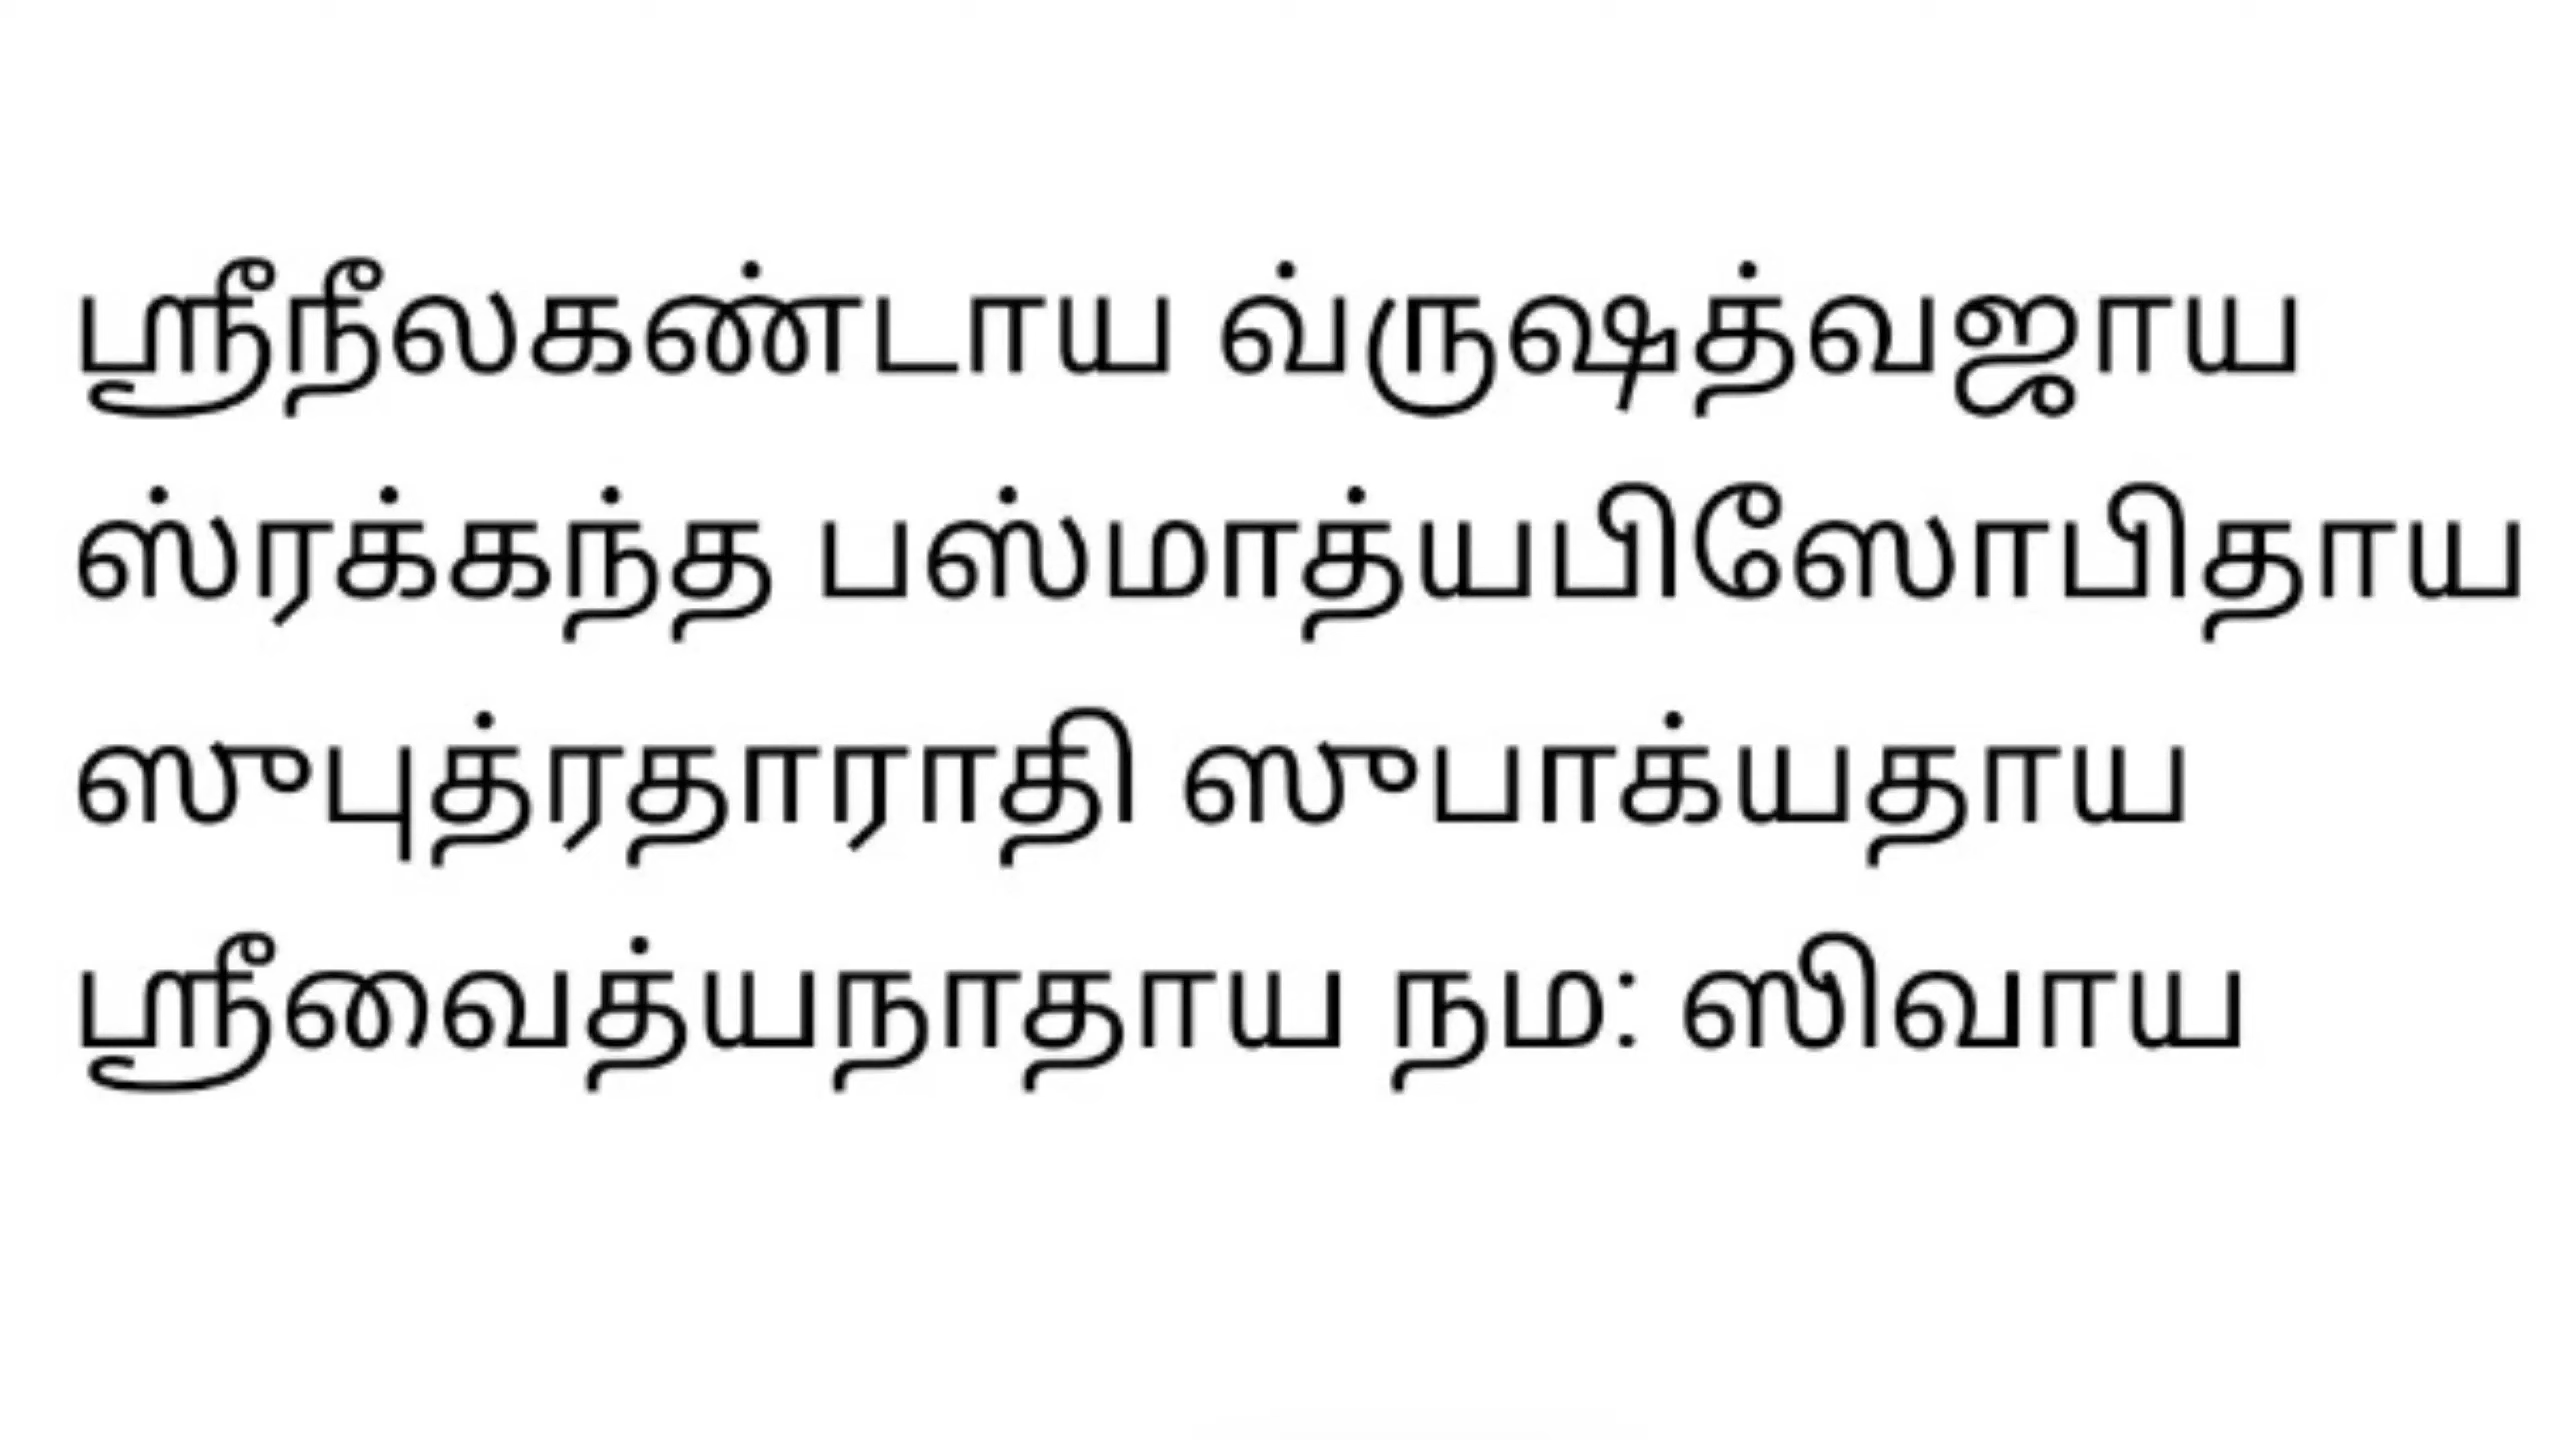 ஸ்ரீநீலகண்டாய வ்ருஷத்வஜாய
ஸ்ரக்கந்த பஸ்மாத்யபிஸோபிதாய
ஸுபுத்ரதாராதி ஸுபாக்யதாய
ஸ்ரீவைத்யநாதாய நம: ஸிவாய